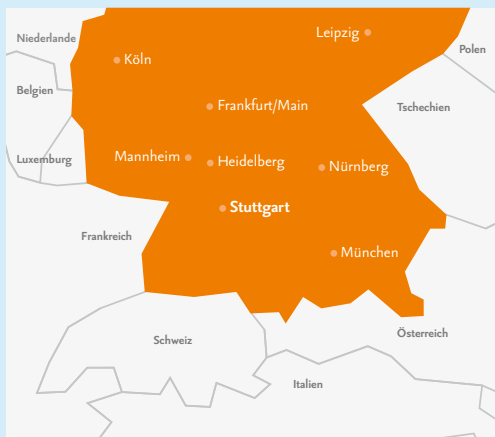 Leipzig
Niederlande
Polen
Köln
Belgien
Frankfurt/Main
Tschechien
Mannheim
Heidelberg
Luxemburg
Nürnberg
Stuttgart
Frankreich
München
Österreich
Schweiz
Italien